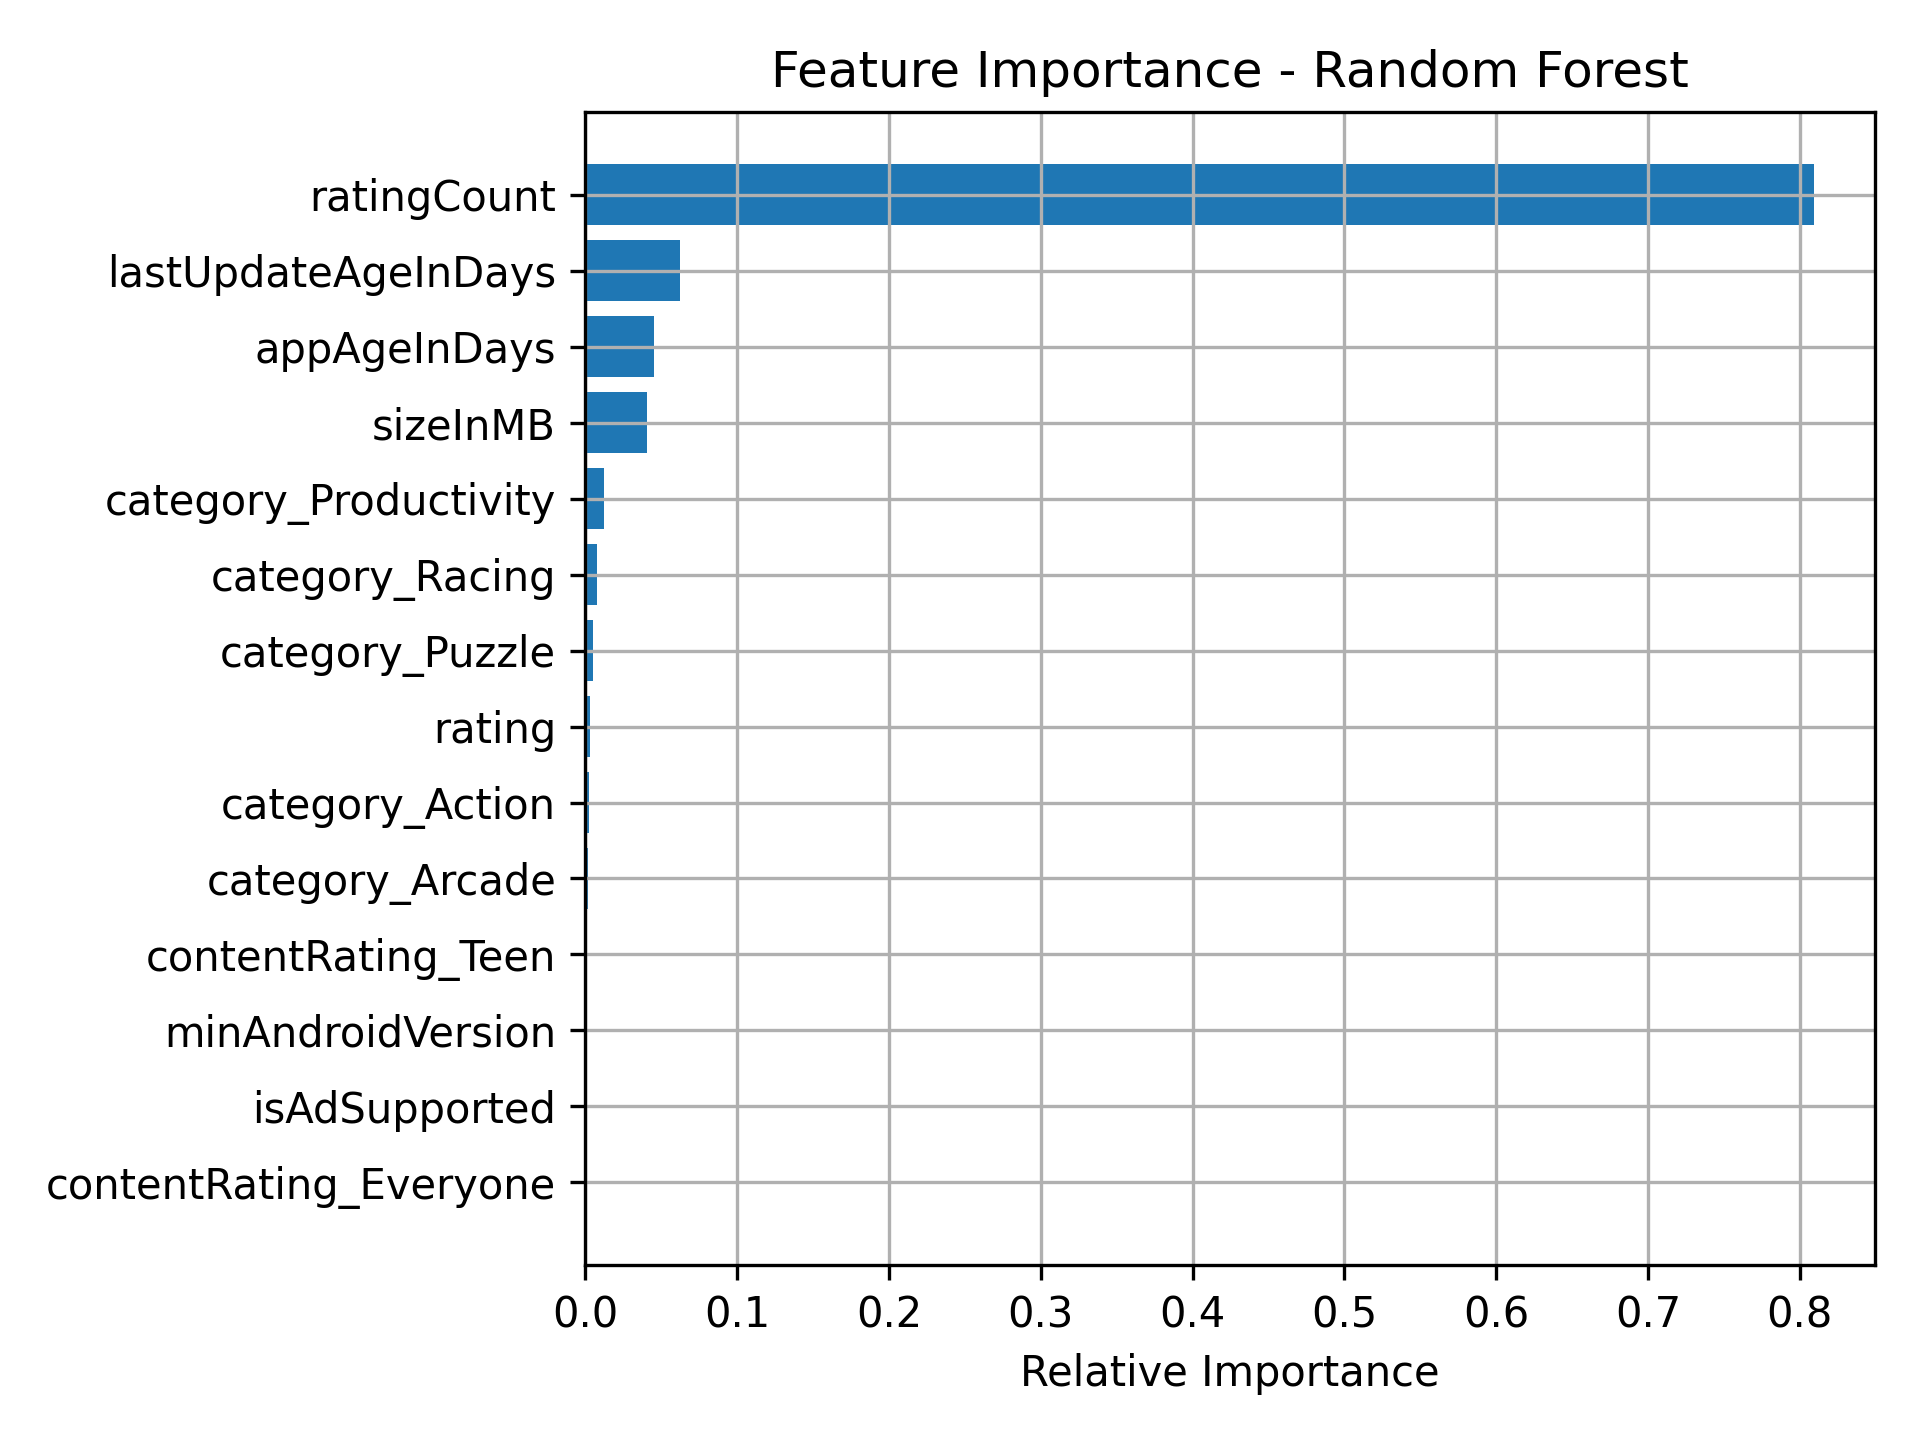 Feature Importance - Random Forest
ratingCount
lastUpdateAgeInDays
appAgeInDays
sizeInMB
category_Productivity
category_Racing
category_Puzzle
rating
category_Action
category_Arcade
contentRating_Teen
minAndroidVersion
isAdSupported
contentRating_Everyone
0.0 0.1 0.2 0.3 0.4 0.5 0.6 0.7 0.8
Relative Importance